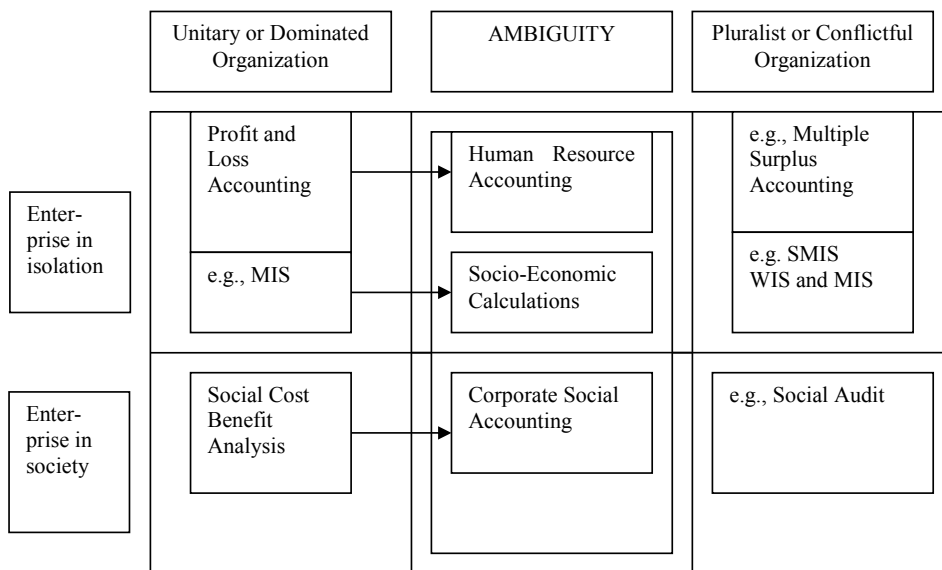 Unitary or Dominated
Organization
AMBIGUITY
Pluralist or Conflictful
Organization
Enter-
prise in
isolation
Profit and
Loss
Accounting
Human Resource
Accounting
e.g., Multiple
Surplus
Accounting
e.g., MIS
Socio-Economic
Calculations
e.g. SMIS
WIS and MIS
Enter-
prise in
society
Social Cost
Benefit
Analysis
Corporate Social
Accounting
e.g., Social Audit